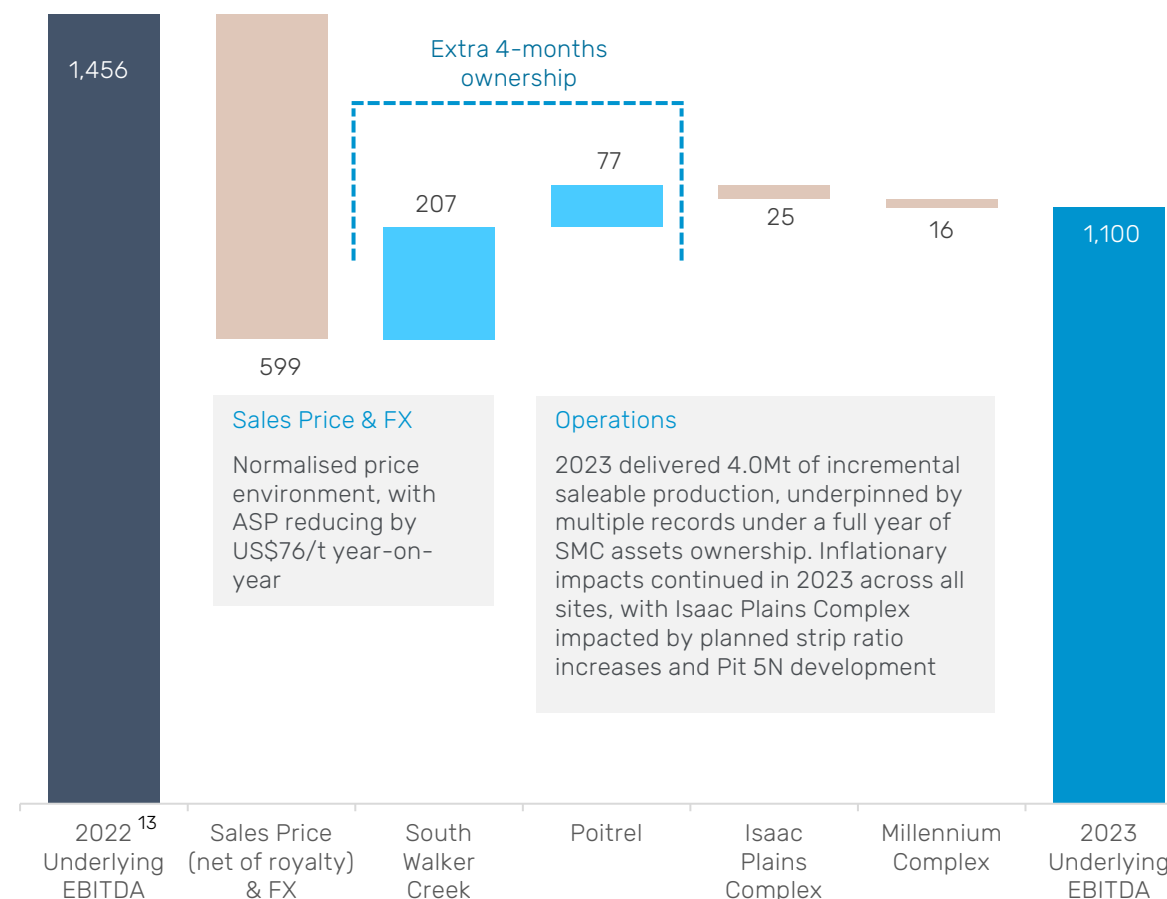 1,456
Extra 4-months
ownership
207
77
25
16
1,100
599
Sales Price & FX
Normalised price
environment, with
ASP reducing by
US$76/t year-on-
year
Operations
2023 delivered 4.0Mt of incremental
saleable production, underpinned by
multiple records under a full year of
SMC assets ownership. Inflationary
impacts continued in 2023 across all
sites, with Isaac Plains Complex
impacted by planned strip ratio
increases and Pit 5N development
2022 13
Underlying
EBITDA
Sales Price
(net of royalty)
& FX
South
Walker
Creek
Poitrel
Isaac
Plains
Complex
Millennium
Complex
2023
Underlying
EBITDA